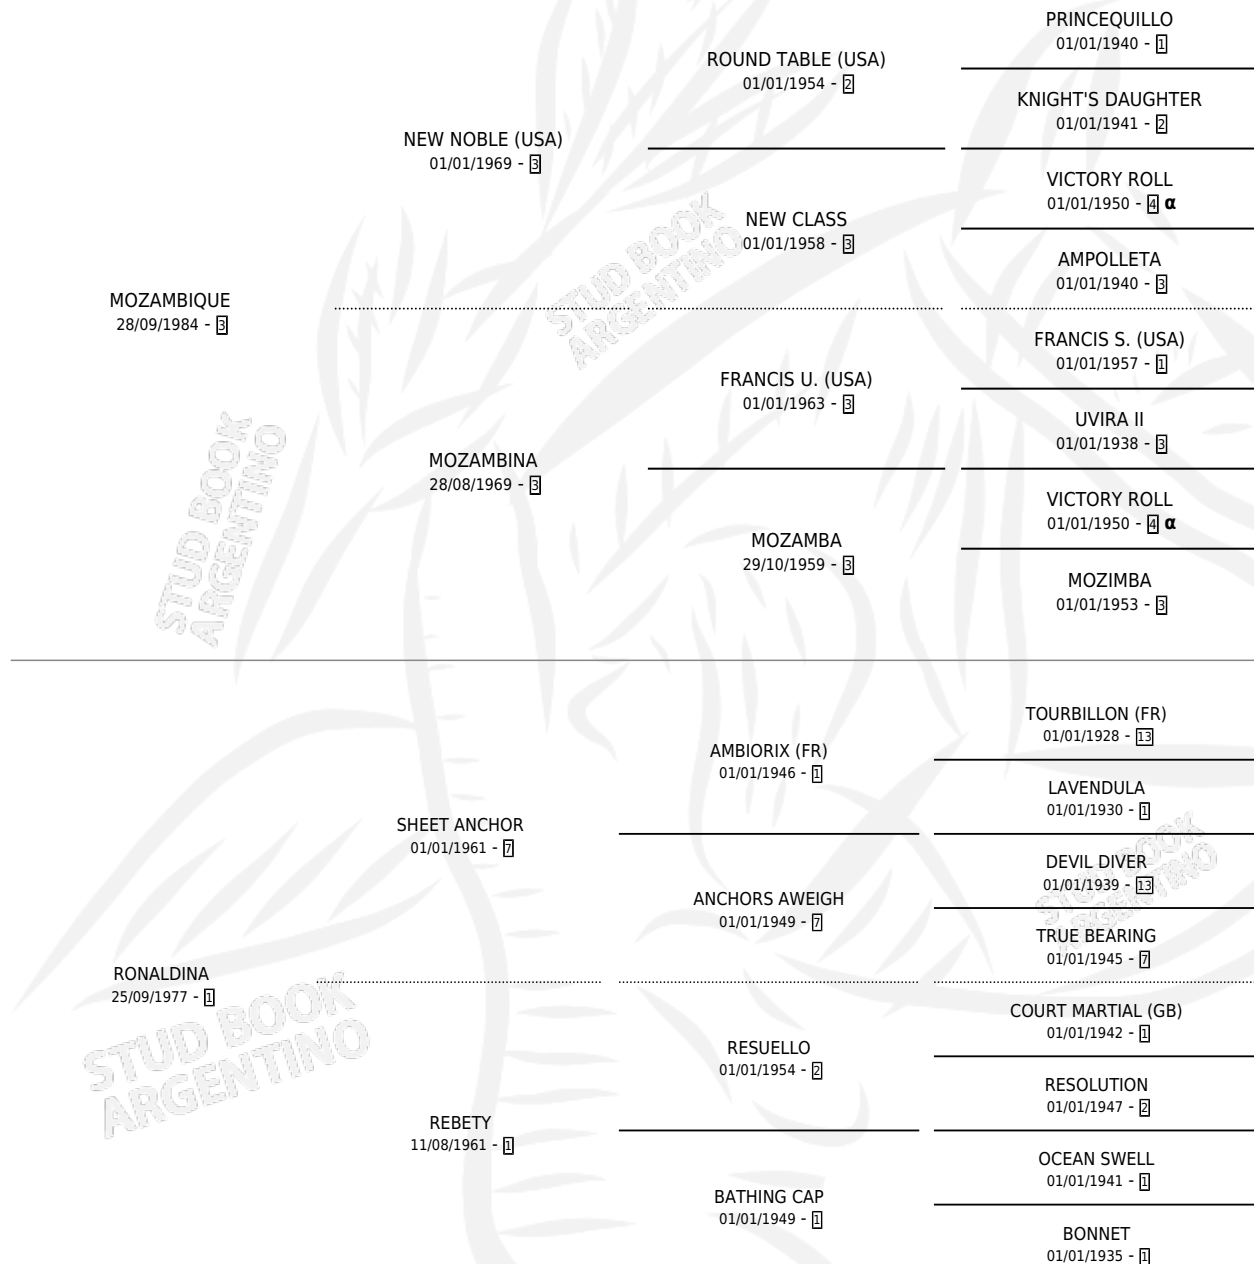 PRINCEQUILLO
01/01/1940 - 1
ROUND TABLE (USA)
01/01/1954 - 2
KNIGHT'S DAUGHTER
01/01/1941 - 2
NEW NOBLE (USA)
01/01/1969 - 3
VICTORY ROLL
01/01/1950 - 4 α
NEW CLASS
01/01/1958 - 3
AMPOLLETA
01/01/1940 - 3
STUD BOOK
ARGENTINO
MOZAMBIQUE
28/09/1984 - 3
FRANCIS S. (USA)
01/01/1957 - 1
FRANCIS U. (USA)
01/01/1963 - 3
UVIRA II
01/01/1938 - 3
MOZAMBINA
28/08/1969 - 3
VICTORY ROLL
01/01/1950 - 4 α
MOZAMBA
29/10/1959 - 3
MOZIMBA
01/01/1953 - 3
STUD BOOK
ARGENTINO
TOURBILLON (FR)
01/01/1928 - 13
AMBIORIX (FR)
01/01/1946 - 1
LAVENDULA
01/01/1930 - 1
SHEET ANCHOR
01/01/1961 - 7
DEVIL DIVER
01/01/1939 - 13
ANCHORS AWEIGH
01/01/1949 - 7
TRUE BEARING
01/01/1945 - 7
STUD BOOK
ARGENTINO
RONALDINA
25/09/1977 - 1
COURT MARTIAL (GB)
01/01/1942 - 1
RESUELLO
01/01/1954 - 2
RESOLUTION
01/01/1947 - 2
REBETY
11/08/1961 - 1
OCEAN SWELL
01/01/1941 - 1
BATHING CAP
01/01/1949 - 1
BONNET
01/01/1935 - 1
STUD BOOK
ARGENTINO